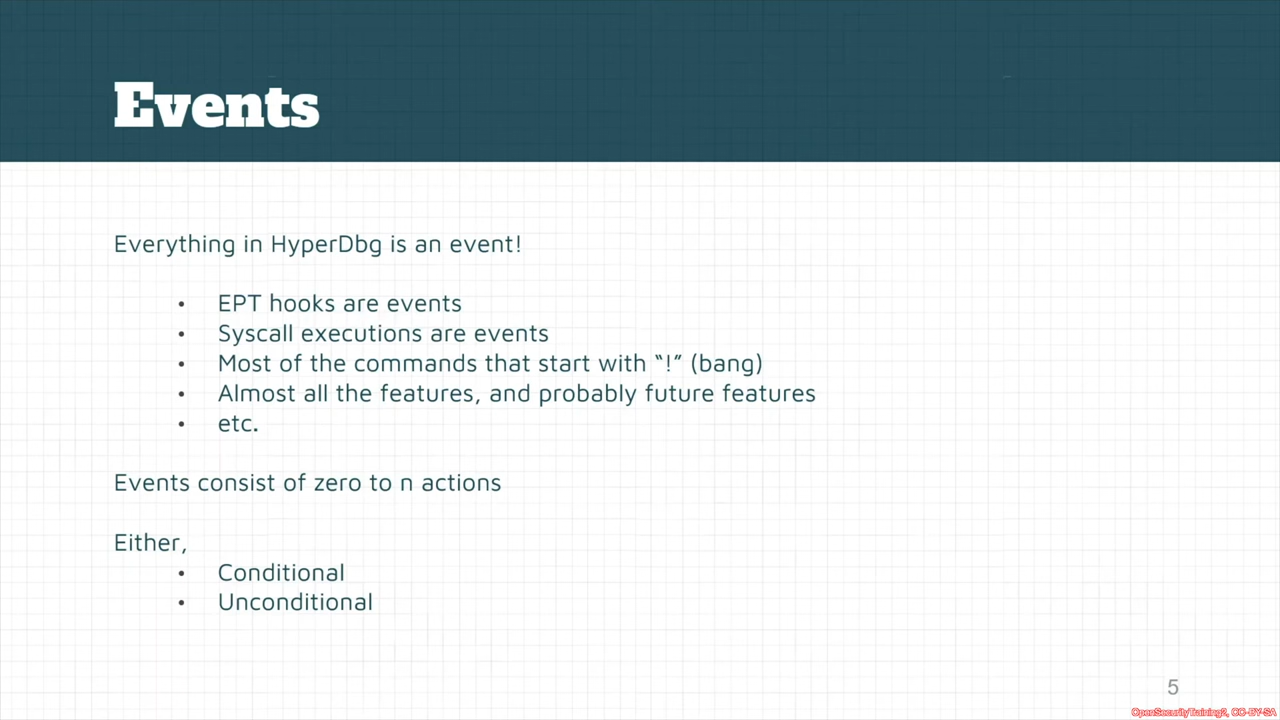 Events
Everything in HyperDbg is an event!
• EPT hooks are events
• Syscall executions are events
• Most of the commands that start with “!” (bang)
• Almost all the features, and probably future features
• etc.
Events consist of zero to n actions
Either,
• Conditional
• Unconditional
5
OpenSecurityTraining2, CC-BY-SA